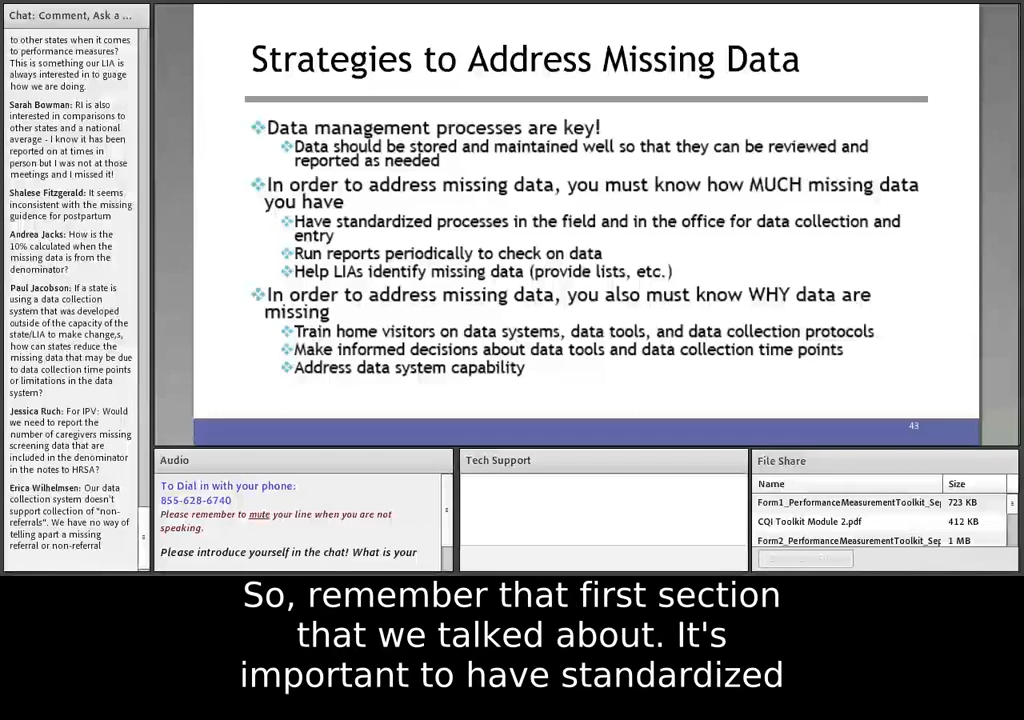 Chat: Comment, Ask a ...
to other states when it comes
to performance measures?
This is something our LIA is
always interested in to guage
how we are doing.
Sarah Bowman: RI is also
interested in comparisons to
other states and a national
average - I know it has been
reported on at times in
person but I was not at those
meetings and I missed it!
Shalese Fitzgerald: It seems
inconsistent with the missing
guidence for postpartum
Andrea Jacks: How is the
10% calculated when the
missing data is from the
denominator?
Paul Jacobson: If a state is
using a data collection
system that was developed
outside of the capacity of the
state/LIA to make change,s,
how can states reduce the
missing data that may be due
to data collection time points
or limitations in the data
system?
Jessica Ruch: For IPV: Would
we need to report the
number of caregivers missing
screening data that are
included in the denominator
in the notes to HRSA?
Erica Wilhelmsen: Our data
collection system doesn't
support collection of "non-
referrals". We have no way of
telling apart a missing
referral or non-referral
Strategies to Address Missing Data
Data management processes are key!
Data should be stored and maintained well so that they can be reviewed and
reported as needed
In order to address missing data, you must know how MUCH missing data
you have
Have standardized processes in the field and in the office for data collection and
entry
Run reports periodically to check on data
Help LIAs identify missing data (provide lists, etc.)
In order to address missing data, you also must know WHY data are
missing
Train home visitors on data systems, data tools, and data collection protocols
Make informed decisions about data tools and data collection time points
Address data system capability
43
Audio
To Dial in with your phone:
855-628-6740
Please remember to mute your line when you are not
speaking.
Please introduce yourself in the chat! What is your
Tech Support
File Share
Name Size
Form1_PerformanceMeasurementToolkit_Sep 723 KB
CQI Toolkit Module 2.pdf 412 KB
Form2_PerformanceMeasurementToolkit_Sep 1 MB
So, remember that first section
that we talked about. It's
important to have standardized